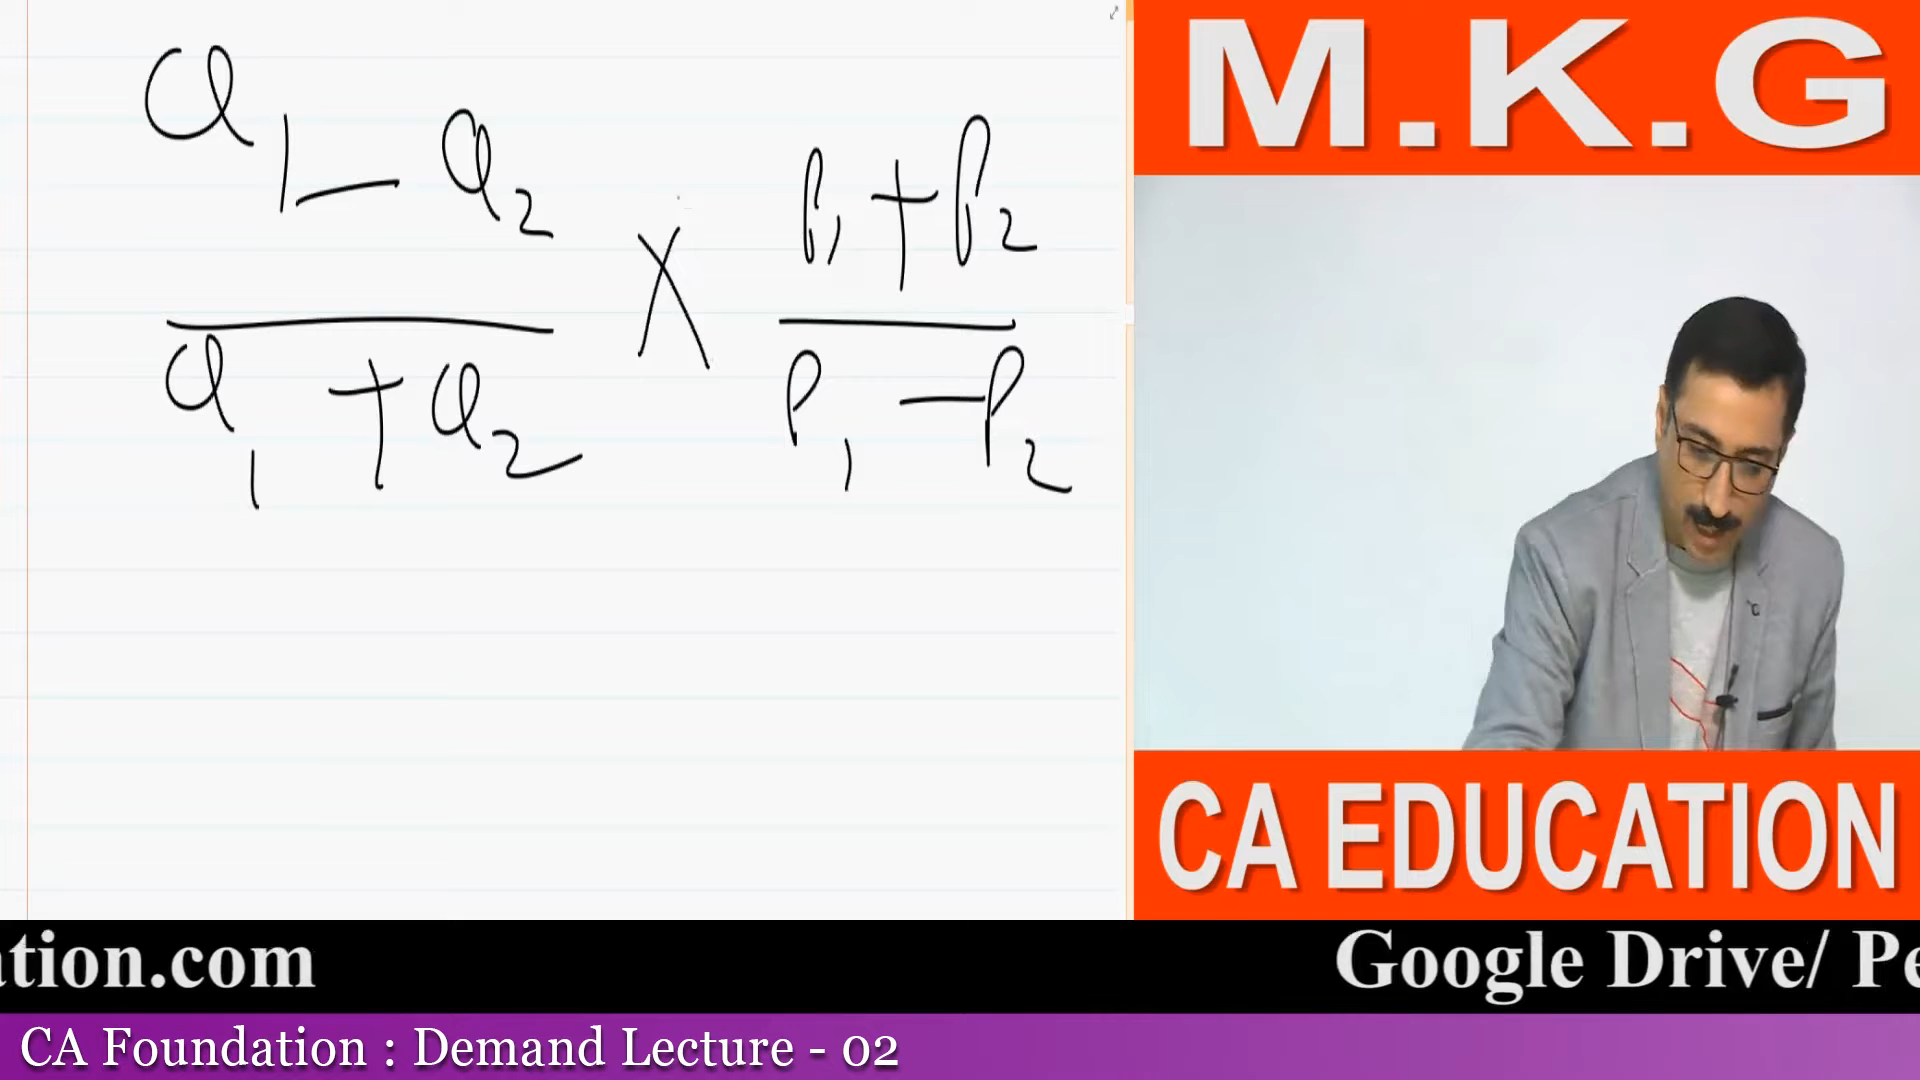 Q1 - Q2
Q1 + Q2
X
P1 + P2
P1 - P2
M.K.G
CA EDUCATION
ation.com
Google Drive/ Pe
CA Foundation : Demand Lecture - 02